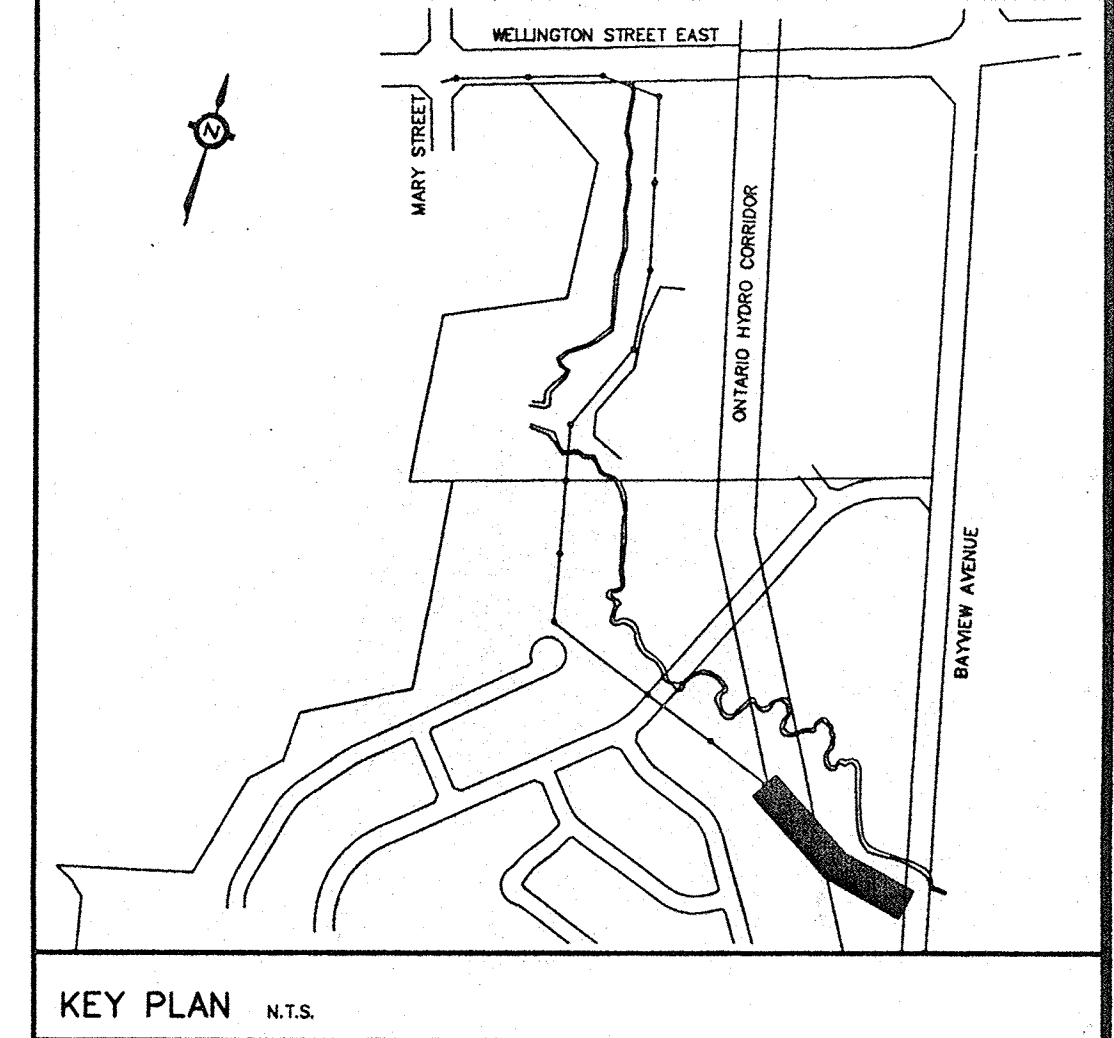 WELLINGTON STREET EAST
MARY STREET
N
ONTARIO HYDRO CORRIDOR
BAYVIEW AVENUE
KEY PLAN N.T.S.